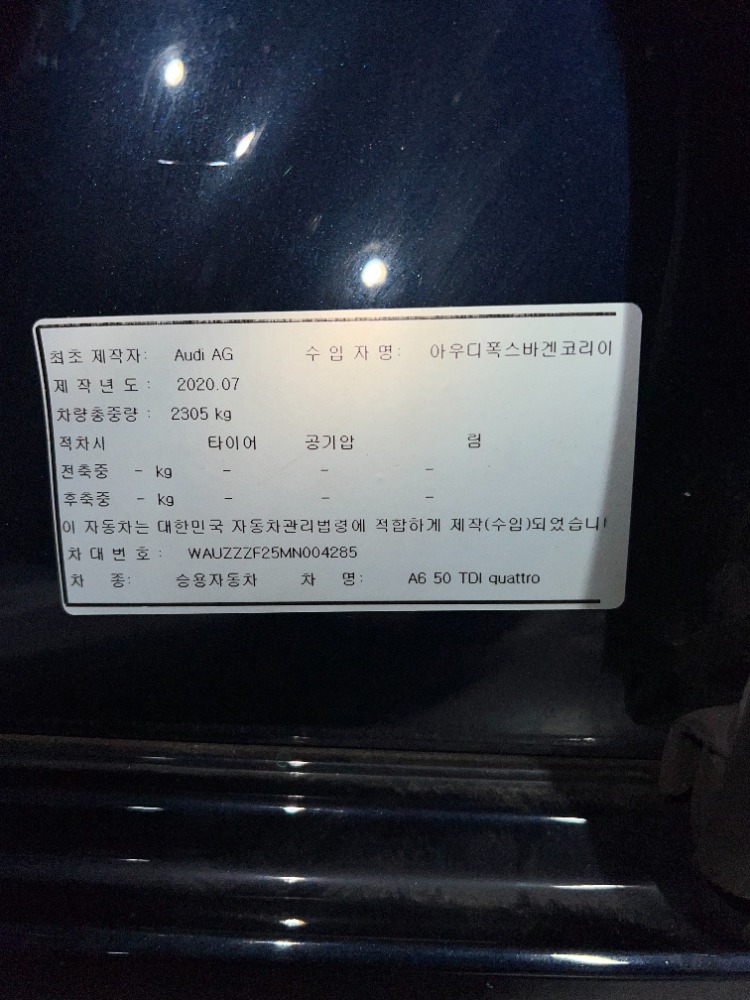 최초 제작자: Audi AG 수 입 자 명: 아우디폭스바겐코리이
제 작 년 도 : 2020.07
차량총중량 : 2305 kg
적차시 타이어 공기압 림
전축중 - kg - - -
후축중 - kg - - -
이 자동차는 대한민국 자동차관리법령에 적합하게 제작(수입)되었습니
차 대 번 호 : WAUZZZF25MN004285
차 종: 승용자동차 차 명: A6 50 TDI quattro